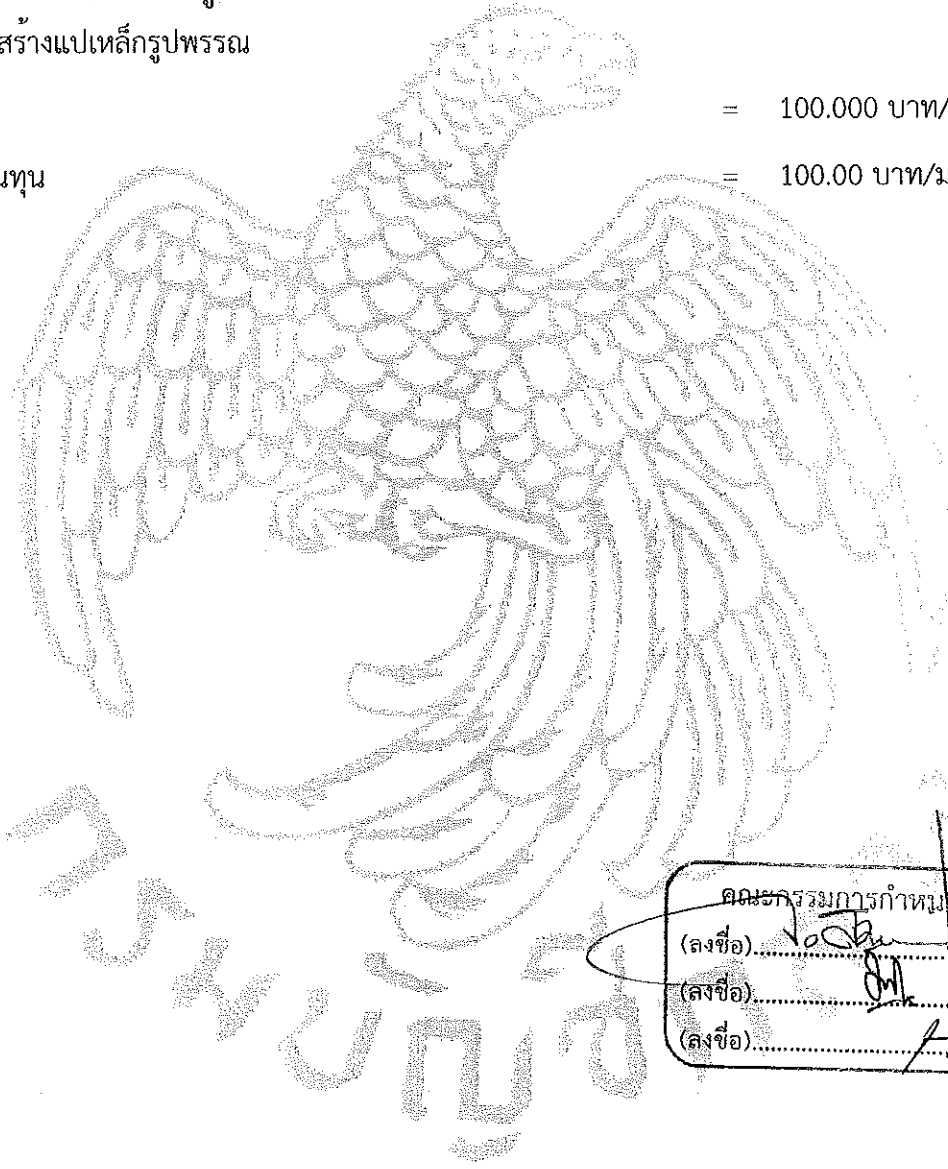 สร้างแปเหล็กรูปพรรณ
= 100.000 บาท/
นทุน = 100.00 บาท/ม
คณะกรรมการกำหน
(ลงชื่อ)
(ลงชื่อ)
(ลงชื่อ)